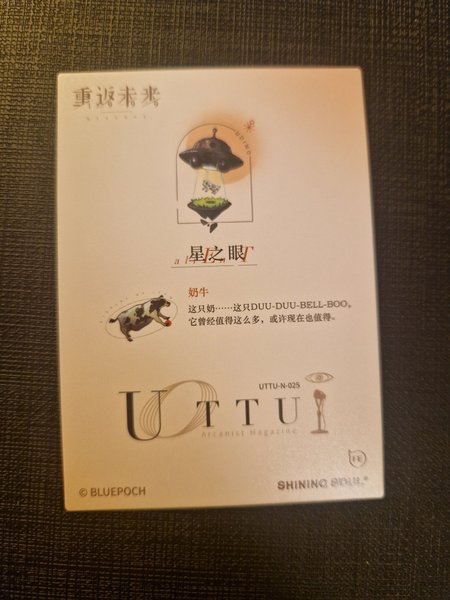 重返未来
星之眼
奶牛
这只奶……这只DUU-DUU-BELL-BOO。
它曾经值得这么多，或许现在也值得。
UTTU-N-025
UTTU
Arcanist Magazine
© BLUEPOCH
SHINING SOUL®